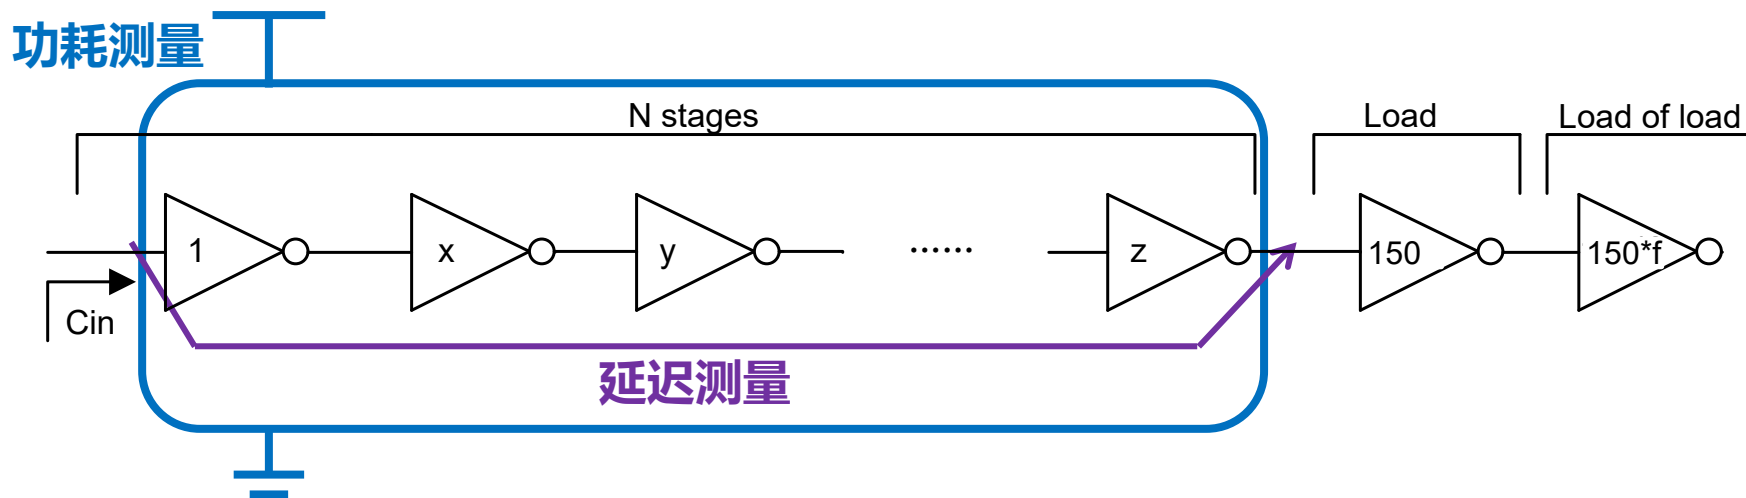 功耗测量
N stages
Load
Load of load
1
x
y
......
z
150
150*f
Cin
延迟测量